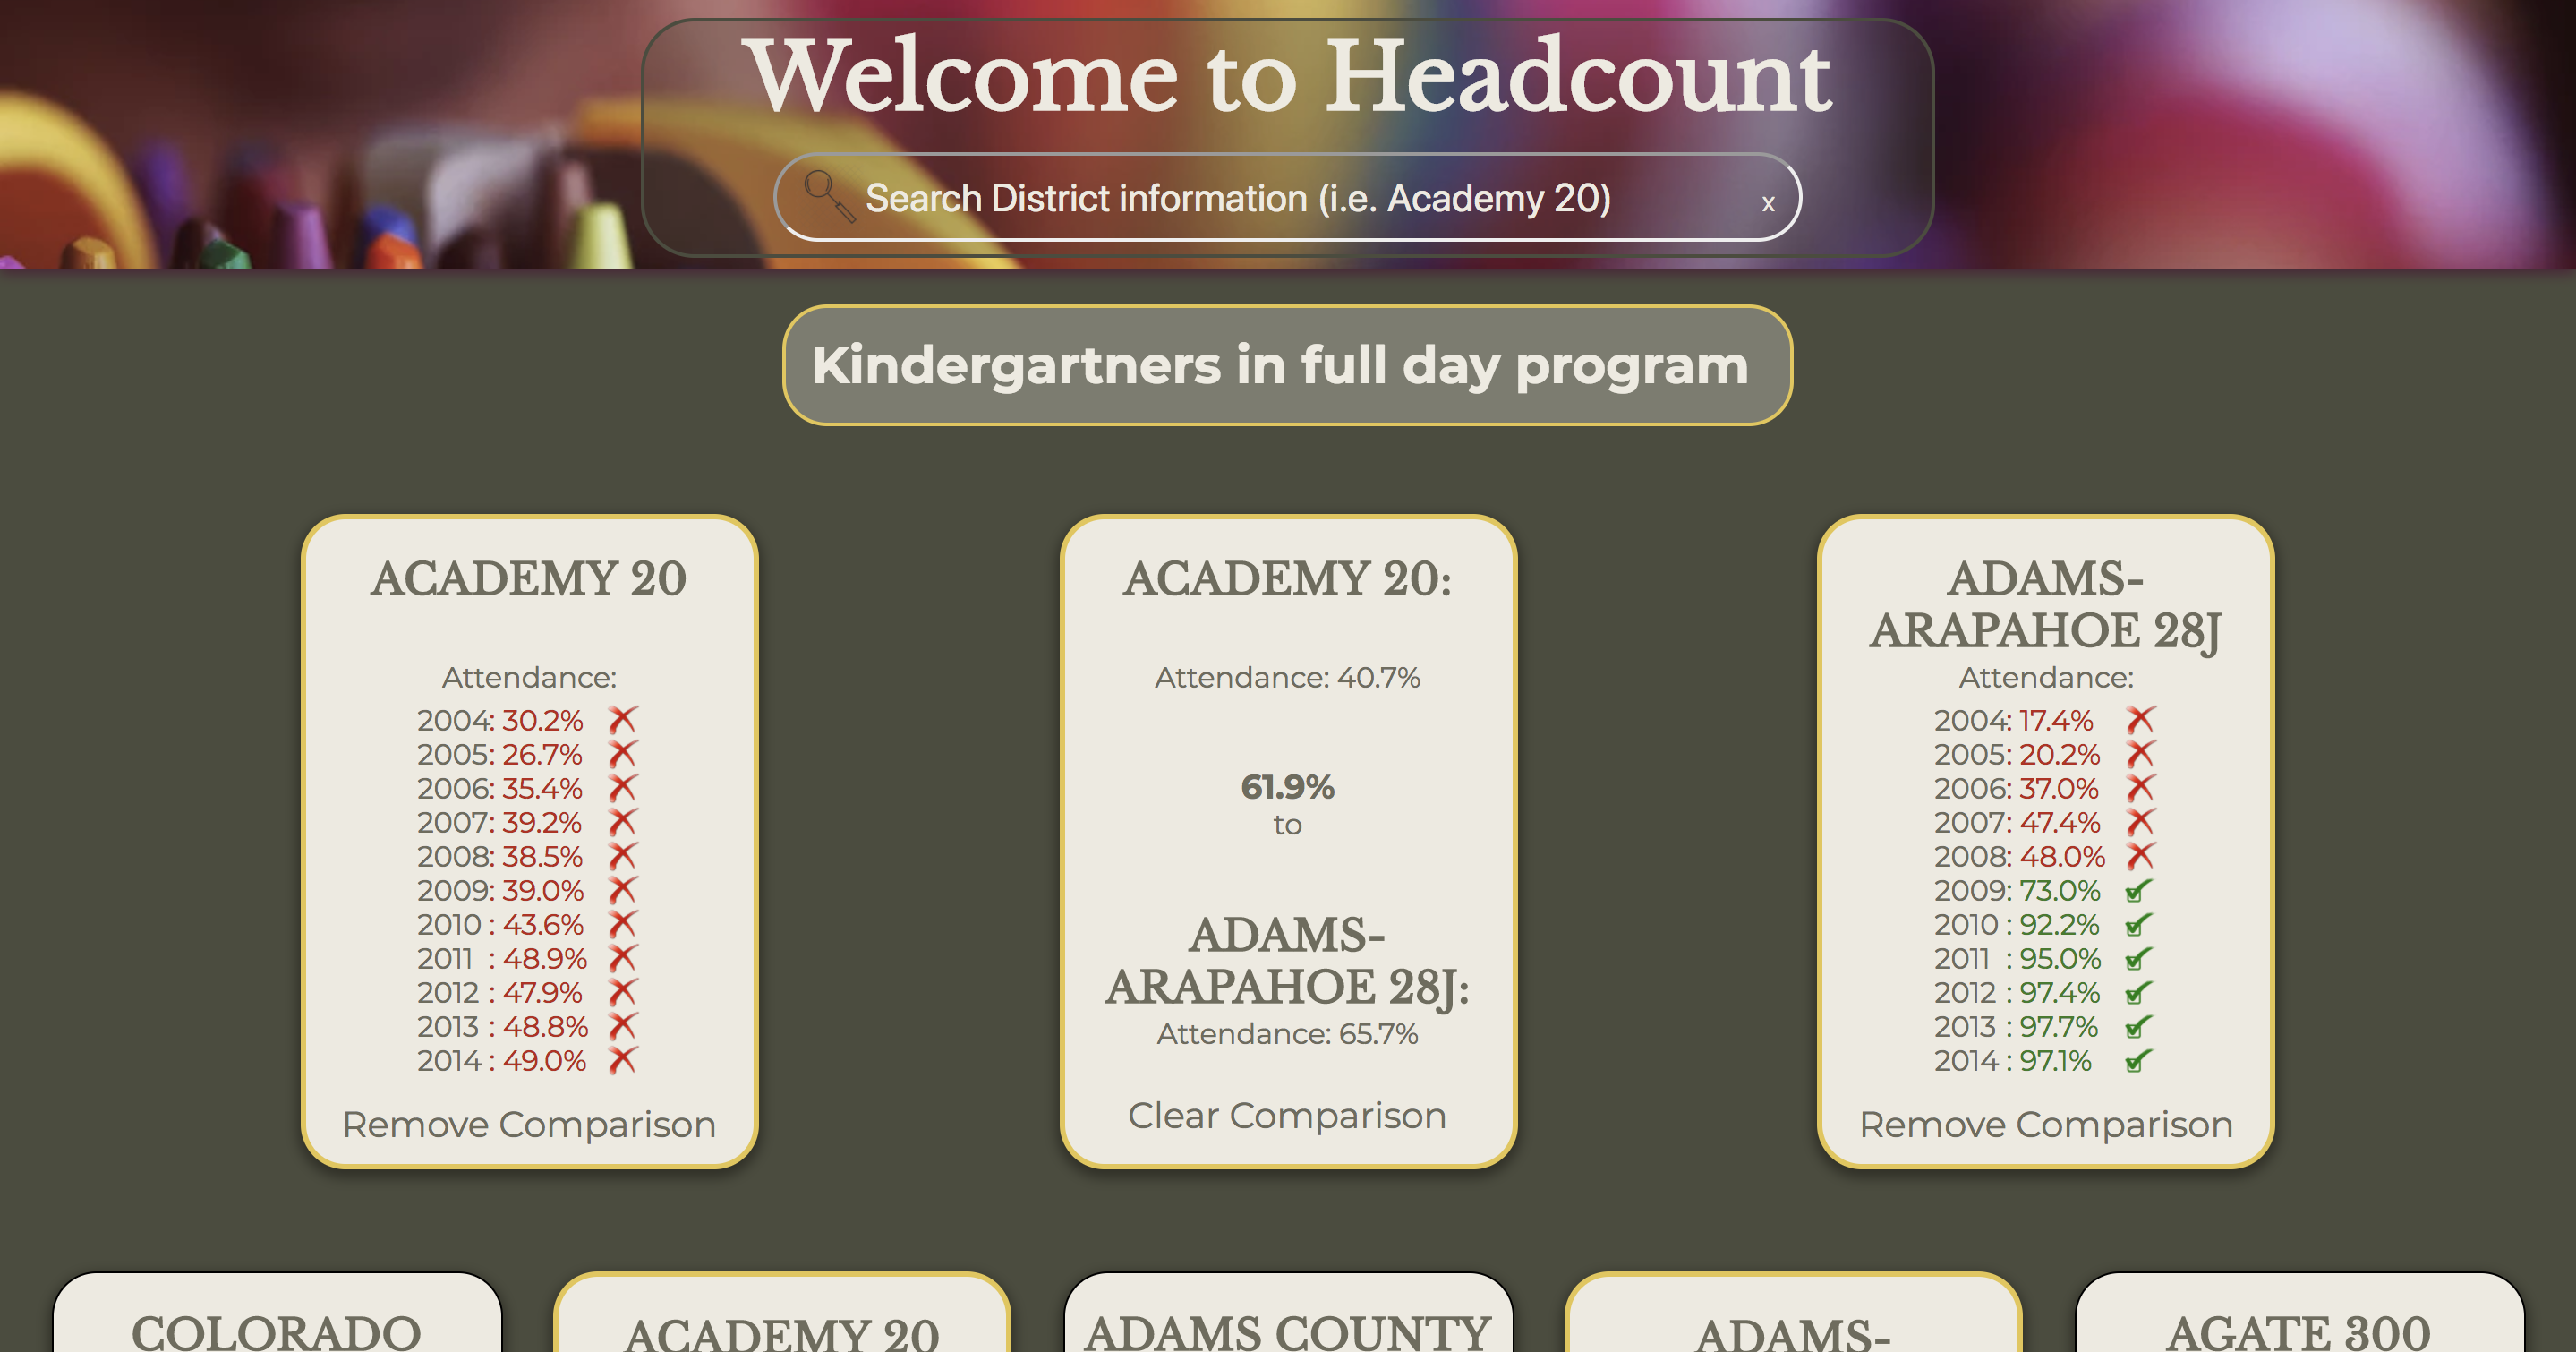 Welcome to Headcount
Search District information (i.e. Academy 20)
x
Kindergartners in full day program
ACADEMY 20
Attendance:
2004: 30.2%
2005: 26.7%
2006: 35.4%
2007: 39.2%
2008: 38.5%
2009: 39.0%
2010 : 43.6%
2011 : 48.9%
2012 : 47.9%
2013 : 48.8%
2014 : 49.0%
Remove Comparison
ACADEMY 20:
Attendance: 40.7%
61.9%
to
ADAMS-
ARAPAHOE 28J:
Attendance: 65.7%
Clear Comparison
ADAMS-
ARAPAHOE 28J
Attendance:
2004: 17.4%
2005: 20.2%
2006: 37.0%
2007: 47.4%
2008: 48.0%
2009: 73.0%
2010 : 92.2%
2011 : 95.0%
2012 : 97.4%
2013 : 97.7%
2014 : 97.1%
Remove Comparison
COLORADO
ACADEMY 20
ADAMS COUNTY
ADAMS-
AGATE 300